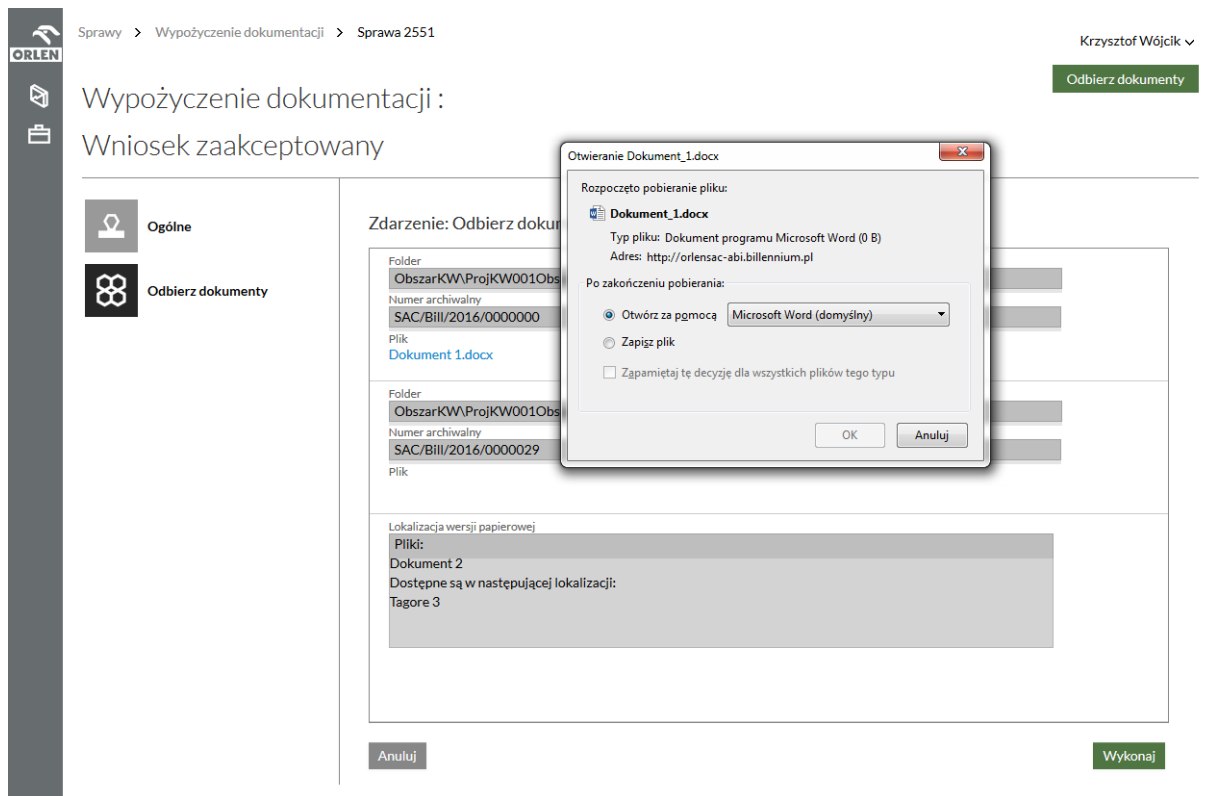 ORLEN
Sprawy > Wypożyczenie dokumentacji > Sprawa 2551
Krzysztof Wójcik
Odbierz dokumenty
Wypożyczenie dokumentacji :
Wniosek zaakceptowany
Ogólne
Odbierz dokumenty
Zdarzenie: Odbierz
Folder
ObszarKW\ProjKW001Obs
Numer archiwalny
SAC/Bill/2016/0000000
Plik
Dokument 1.docx
Folder
ObszarKW\ProjKW001Obs
Numer archiwalny
SAC/Bill/2016/0000029
Plik
Lokalizacja wersji papierowej
Pliki:
Dokument 2
Dostępne są w następującej lokalizacji:
Tagore 3
Anuluj
Wykonaj
Otwieranie Dokument_1.docx
Rozpoczęto pobieranie pliku:
Dokument_1.docx
Typ pliku: Dokument programu Microsoft Word (0 B)
Adres: http://orlensac-abi.billennium.pl
Po zakończeniu pobierania:
Otwórz za pomocą Microsoft Word (domyślny)
Zapisz plik
Zapamiętaj tę decyzję dla wszystkich plików tego typu
OK Anuluj